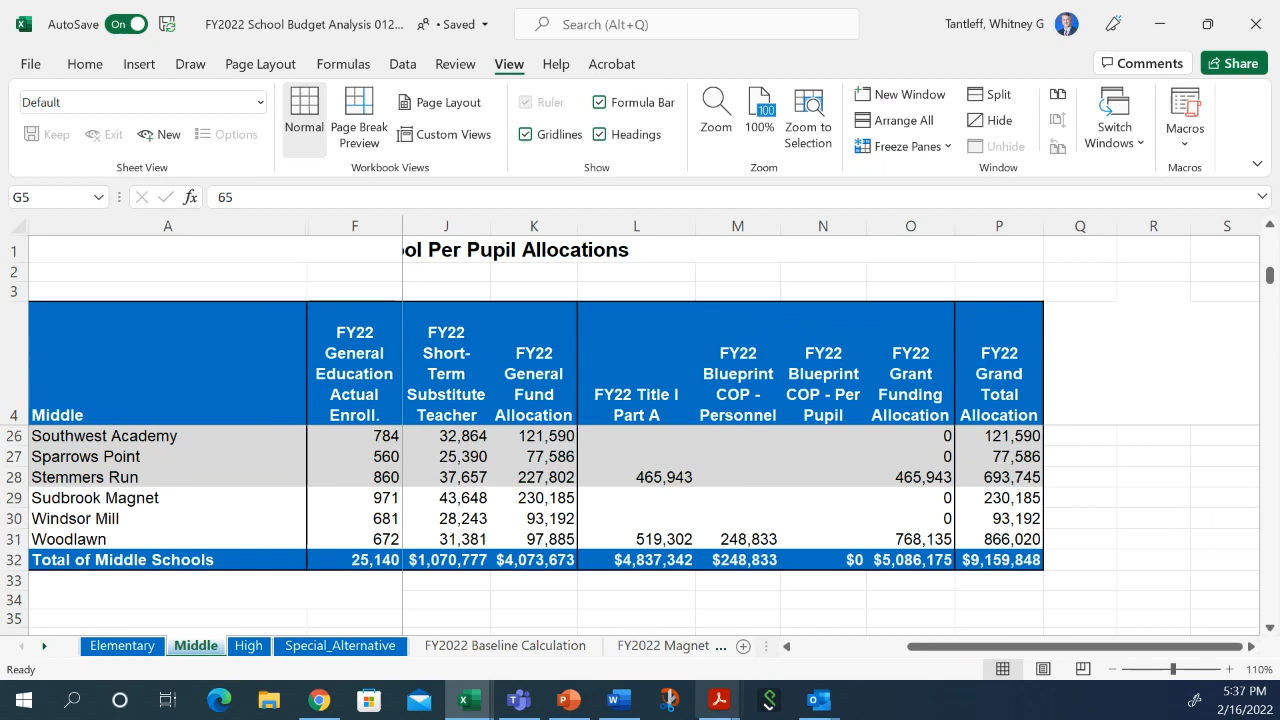 AutoSave On FY2022 School Budget Analysis 012... • Saved Search (Alt+Q) Tantleff, Whitney G
File Home Insert Draw Page Layout Formulas Data Review View Help Acrobat Comments Share
Default
Keep Exit New Options
Sheet View
Normal
Page Break Preview
Page Layout
Custom Views
Workbook Views
Ruler Formula Bar
Gridlines Headings
Show
Zoom
100
100%
Zoom to Selection
Zoom
New Window
Arrange All
Freeze Panes
Split
Hide
Unhide
Switch Windows
Window
Macros
Macros
G5 fx 65
A F J K L M N O P Q R S
1 ool Per Pupil Allocations
2
3
4 Middle FY22 General Education Actual Enroll. FY22 Short-Term Substitute Teacher FY22 General Fund Allocation FY22 Title I Part A FY22 Blueprint COP - Personnel FY22 Blueprint COP - Per Pupil FY22 Grant Funding Allocation FY22 Grand Total Allocation
26 Southwest Academy 784 32,864 121,590 0 121,590
27 Sparrows Point 560 25,390 77,586 0 77,586
28 Stemmers Run 860 37,657 227,802 465,943 465,943 693,745
29 Sudbrook Magnet 971 43,648 230,185 0 230,185
30 Windsor Mill 681 28,243 93,192 0 93,192
31 Woodlawn 672 31,381 97,885 519,302 248,833 768,135 866,020
32 Total of Middle Schools 25,140 $1,070,777 $4,073,673 $4,837,342 $248,833 $0 $5,086,175 $9,159,848
33
34
35
Elementary Middle High Special_Alternative FY2022 Baseline Calculation FY2022 Magnet ...
Ready 110%
5:37 PM
2/16/2022